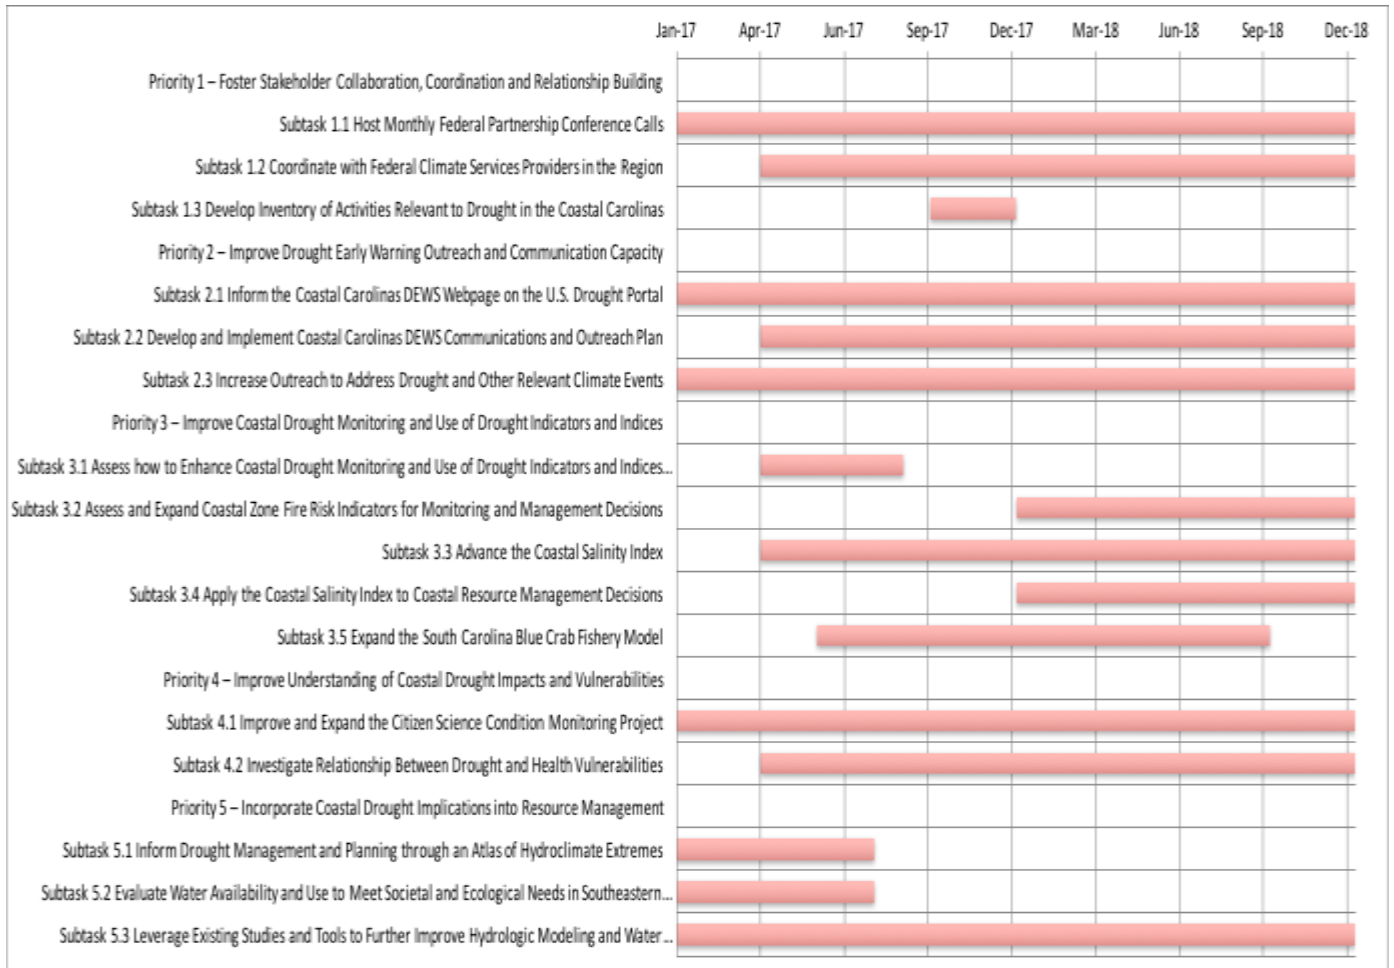 Jan-17 Apr-17 Jun-17 Sep-17 Dec-17 Mar-18 Jun-18 Sep-18 Dec-18
Priority 1 – Foster Stakeholder Collaboration, Coordination and Relationship Building
Subtask 1.1 Host Monthly Federal Partnership Conference Calls
Subtask 1.2 Coordinate with Federal Climate Services Providers in the Region
Subtask 1.3 Develop Inventory of Activities Relevant to Drought in the Coastal Carolinas
Priority 2 – Improve Drought Early Warning Outreach and Communication Capacity
Subtask 2.1 Inform the Coastal Carolinas DEWS Webpage on the U.S. Drought Portal
Subtask 2.2 Develop and Implement Coastal Carolinas DEWS Communications and Outreach Plan
Subtask 2.3 Increase Outreach to Address Drought and Other Relevant Climate Events
Priority 3 – Improve Coastal Drought Monitoring and Use of Drought Indicators and Indices
Subtask 3.1 Assess how to Enhance Coastal Drought Monitoring and Use of Drought Indicators and Indices...
Subtask 3.2 Assess and Expand Coastal Zone Fire Risk Indicators for Monitoring and Management Decisions
Subtask 3.3 Advance the Coastal Salinity Index
Subtask 3.4 Apply the Coastal Salinity Index to Coastal Resource Management Decisions
Subtask 3.5 Expand the South Carolina Blue Crab Fishery Model
Priority 4 – Improve Understanding of Coastal Drought Impacts and Vulnerabilities
Subtask 4.1 Improve and Expand the Citizen Science Condition Monitoring Project
Subtask 4.2 Investigate Relationship Between Drought and Health Vulnerabilities
Priority 5 – Incorporate Coastal Drought Implications into Resource Management
Subtask 5.1 Inform Drought Management and Planning through an Atlas of Hydroclimate Extremes
Subtask 5.2 Evaluate Water Availability and Use to Meet Societal and Ecological Needs in Southeastern...
Subtask 5.3 Leverage Existing Studies and Tools to Further Improve Hydrologic Modeling and Water...